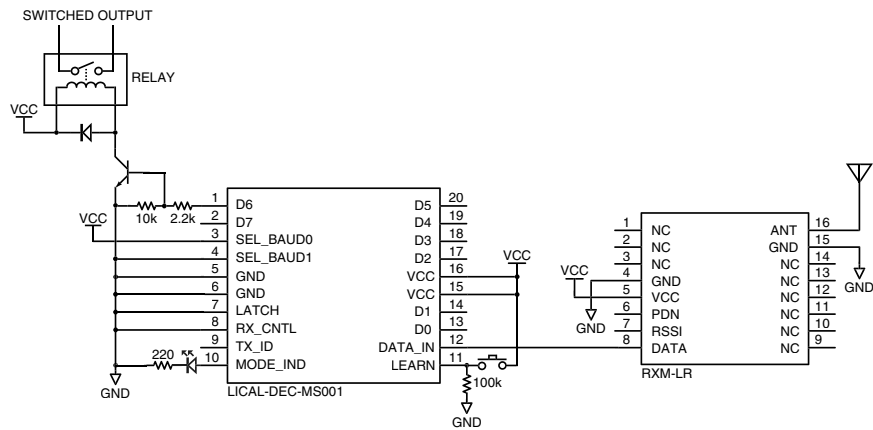 SWITCHED OUTPUT
RELAY
VCC
10k
2.2k
VCC
1 D6
2 D7
3 SEL_BAUD0
4 SEL_BAUD1
5 GND
6 GND
7 LATCH
8 RX_CNTL
9 TX_ID
10 MODE_IND
D5 20
D4 19
D3 18
D2 17
VCC 16
VCC 15
D1 14
D0 13
DATA_IN 12
LEARN 11
LICAL-DEC-MS001
220
GND
VCC
100k
GND
VCC
GND
1 NC
2 NC
3 NC
4 GND
5 VCC
6 PDN
7 RSSI
8 DATA
ANT 16
GND 15
NC 14
NC 13
NC 12
NC 11
NC 10
NC 9
RXM-LR
GND